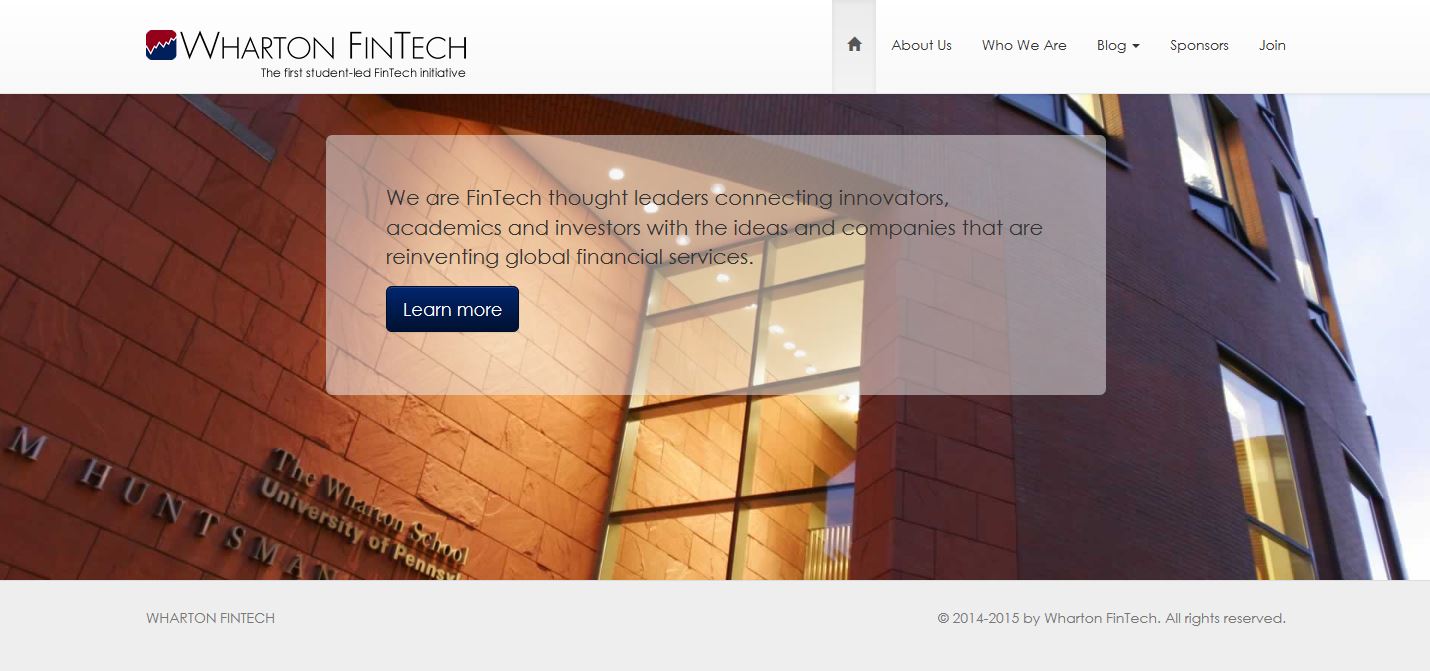 WHARTON FINTECH
The first student-led FinTech initiative
About Us
Who We Are
Blog
Sponsors
Join
We are FinTech thought leaders connecting innovators,
academics and investors with the ideas and companies that are
reinventing global financial services.
Learn more
M HUNTSMAN
The Wharton School
University of Pennsyl
WHARTON FINTECH
© 2014-2015 by Wharton FinTech. All rights reserved.